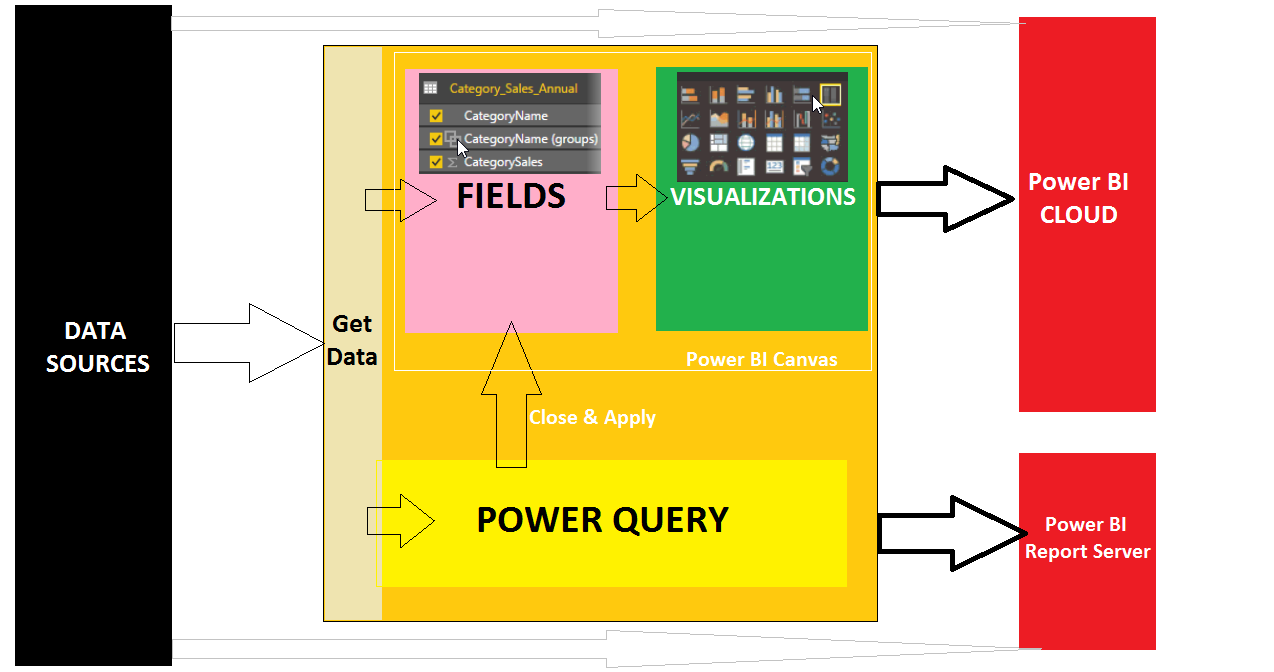 DATA
SOURCES
Get
Data
Category_Sales_Annual
CategoryName
CategoryName (groups)
Σ CategorySales
FIELDS
123
VISUALIZATIONS
Power BI Canvas
Close & Apply
POWER QUERY
Power BI
CLOUD
Power BI
Report Server